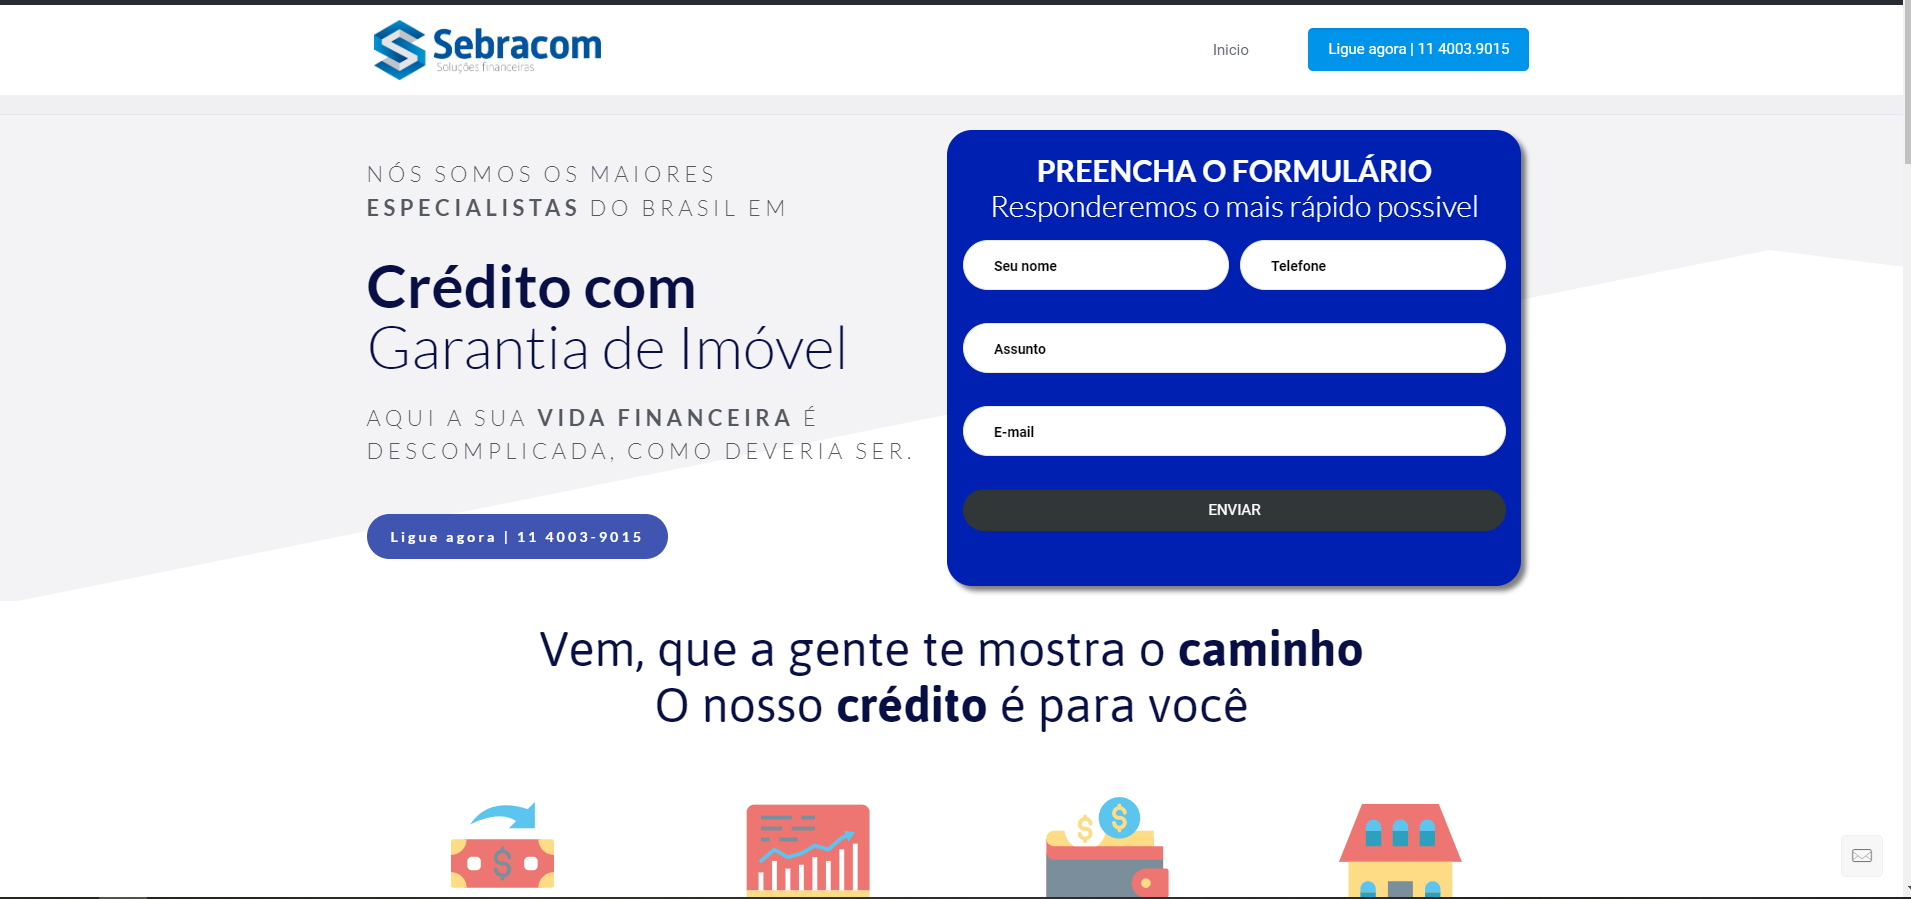 Sebracom
Soluções financeiras
Inicio
Ligue agora | 11 4003.9015
NÓS SOMOS OS MAIORES
ESPECIALISTAS DO BRASIL EM
Crédito com
Garantia de Imóvel
AQUI A SUA VIDA FINANCEIRA É
DESCOMPLICADA, COMO DEVERIA SER.
Ligue agora | 11 4003-9015
PREENCHA O FORMULÁRIO
Responderemos o mais rápido possivel
Seu nome
Telefone
Assunto
E-mail
ENVIAR
Vem, que a gente te mostra o caminho
O nosso crédito é para você
$
$ $